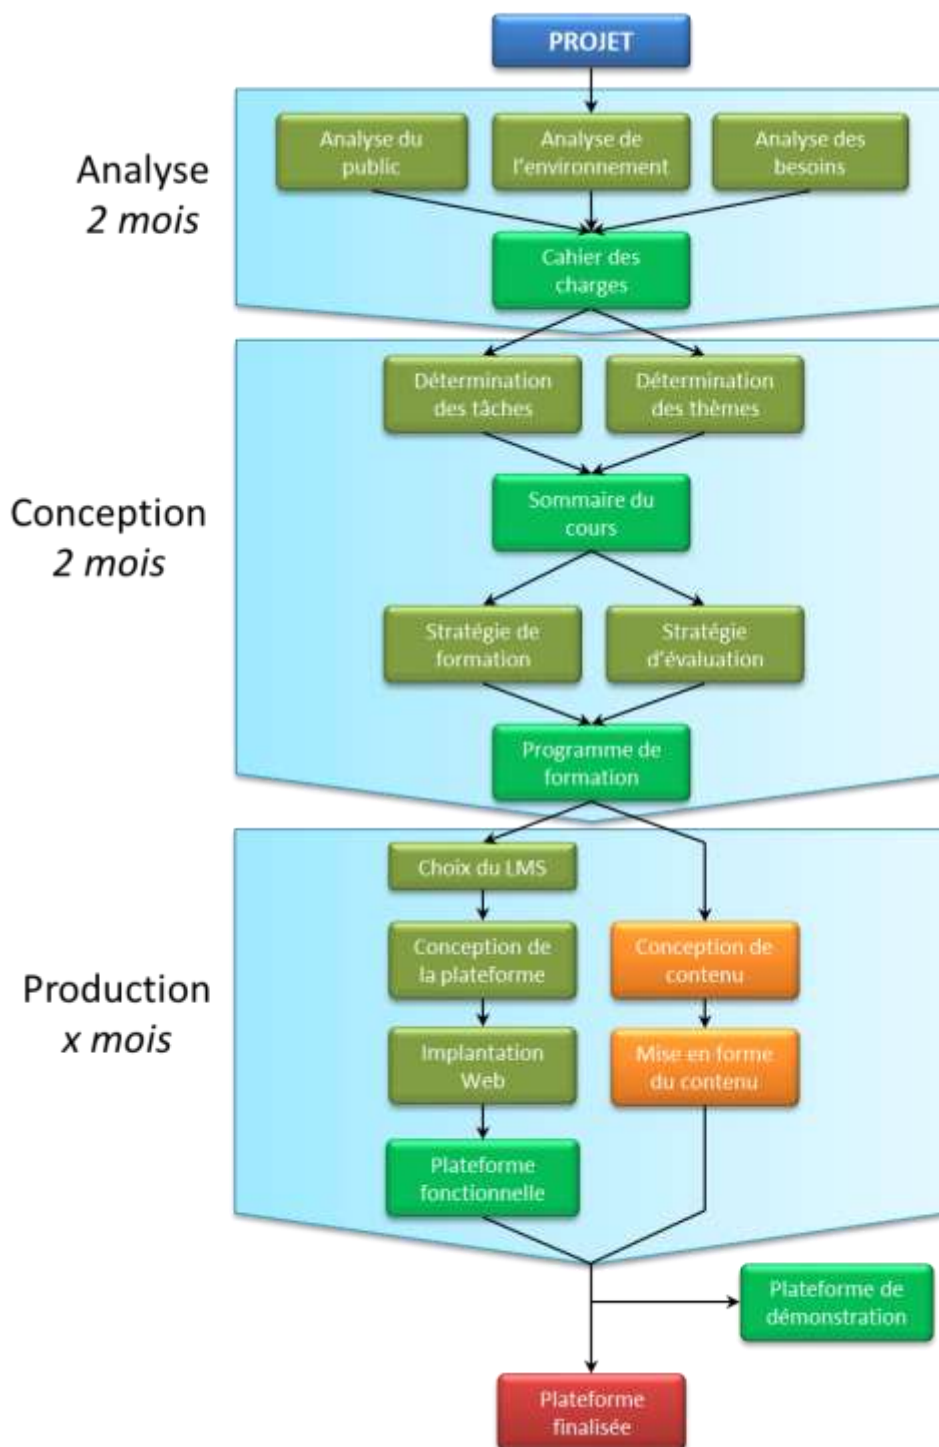 PROJET
Analyse
2 mois
Analyse du
public
Analyse de
l'environnement
Analyse des
besoins
Cahier des
charges
Conception
2 mois
Détermination
des tâches
Détermination
des thèmes
Sommaire du
cours
Stratégie de
formation
Stratégie
d'évaluation
Programme de
formation
Production
x mois
Choix du LMS
Conception de
la plateforme
Conception de
contenu
Implantation
Web
Mise en forme
du contenu
Plateforme
fonctionnelle
Plateforme de
démonstration
Plateforme
finalisée